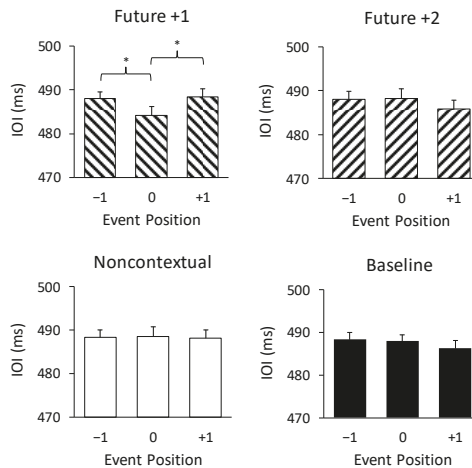 Future +1
500
490
480
470
IOI (ms)
*
*
−1 0 +1
Event Position
Future +2
500
490
480
470
IOI (ms)
−1 0 +1
Event Position
Noncontextual
500
490
480
470
IOI (ms)
−1 0 +1
Event Position
Baseline
500
490
480
470
IOI (ms)
−1 0 +1
Event Position